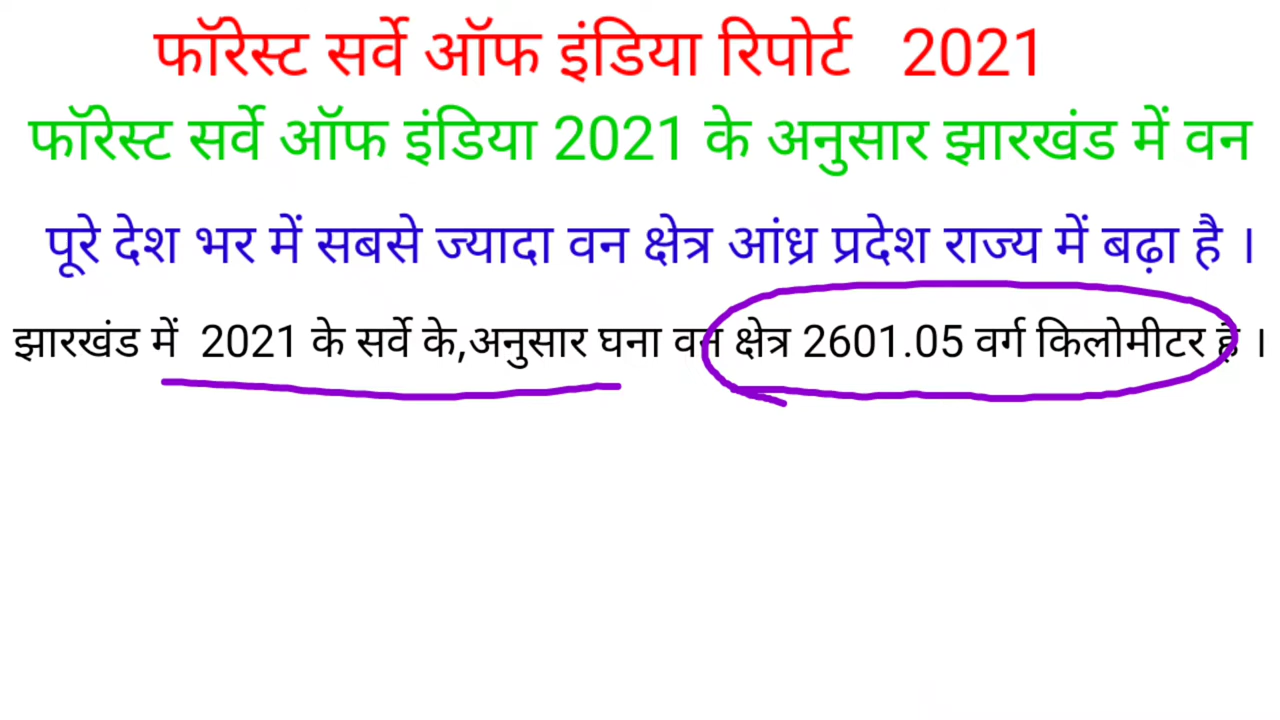 फॉरेस्ट सर्वे ऑफ इंडिया रिपोर्ट 2021
फॉरेस्ट सर्वे ऑफ इंडिया 2021 के अनुसार झारखंड में वन
पूरे देश भर में सबसे ज्यादा वन क्षेत्र आंध्र प्रदेश राज्य में बढ़ा है ।
झारखंड में 2021 के सर्वे के,अनुसार घना वन क्षेत्र 2601.05 वर्ग किलोमीटर है ।